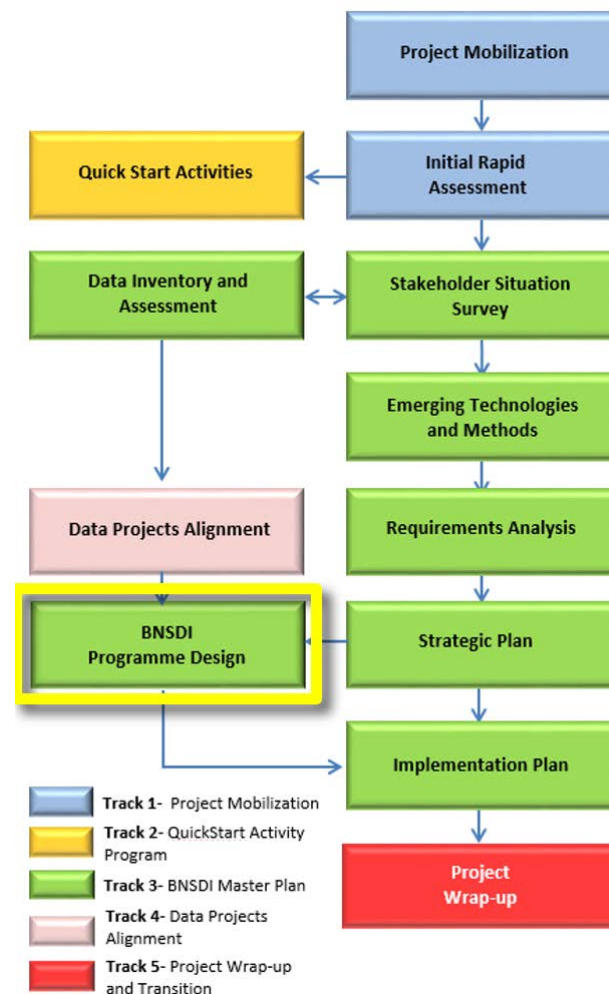 Project Mobilization
Quick Start Activities
Initial Rapid
Assessment
Data Inventory and
Assessment
Stakeholder Situation
Survey
Emerging Technologies
and Methods
Data Projects Alignment
Requirements Analysis
BNSDI
Programme Design
Strategic Plan
Implementation Plan
Project
Wrap-up
Track 1- Project Mobilization
Track 2- QuickStart Activity
Program
Track 3- BNSDI Master Plan
Track 4- Data Projects
Alignment
Track 5- Project Wrap-up
and Transition